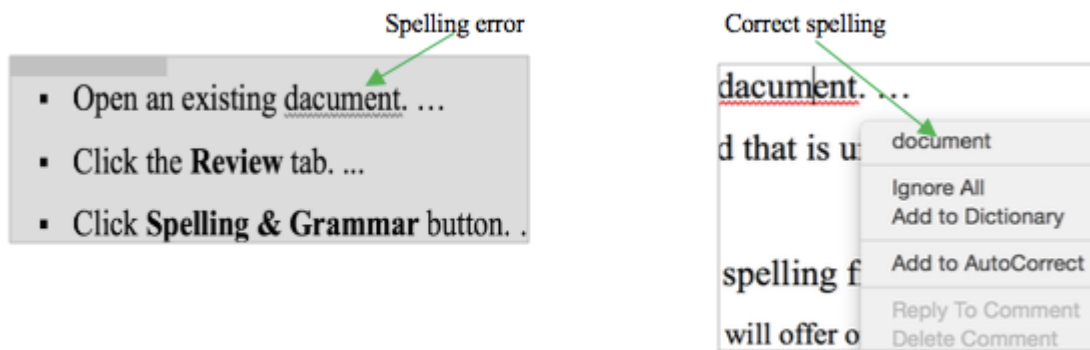 Spelling error
▪ Open an existing dacument. …
▪ Click the Review tab. ...
▪ Click Spelling & Grammar button. .
Correct spelling
dacument. …
d that is u
spelling f
will offer o
document
Ignore All
Add to Dictionary
Add to AutoCorrect
Reply To Comment
Delete Comment